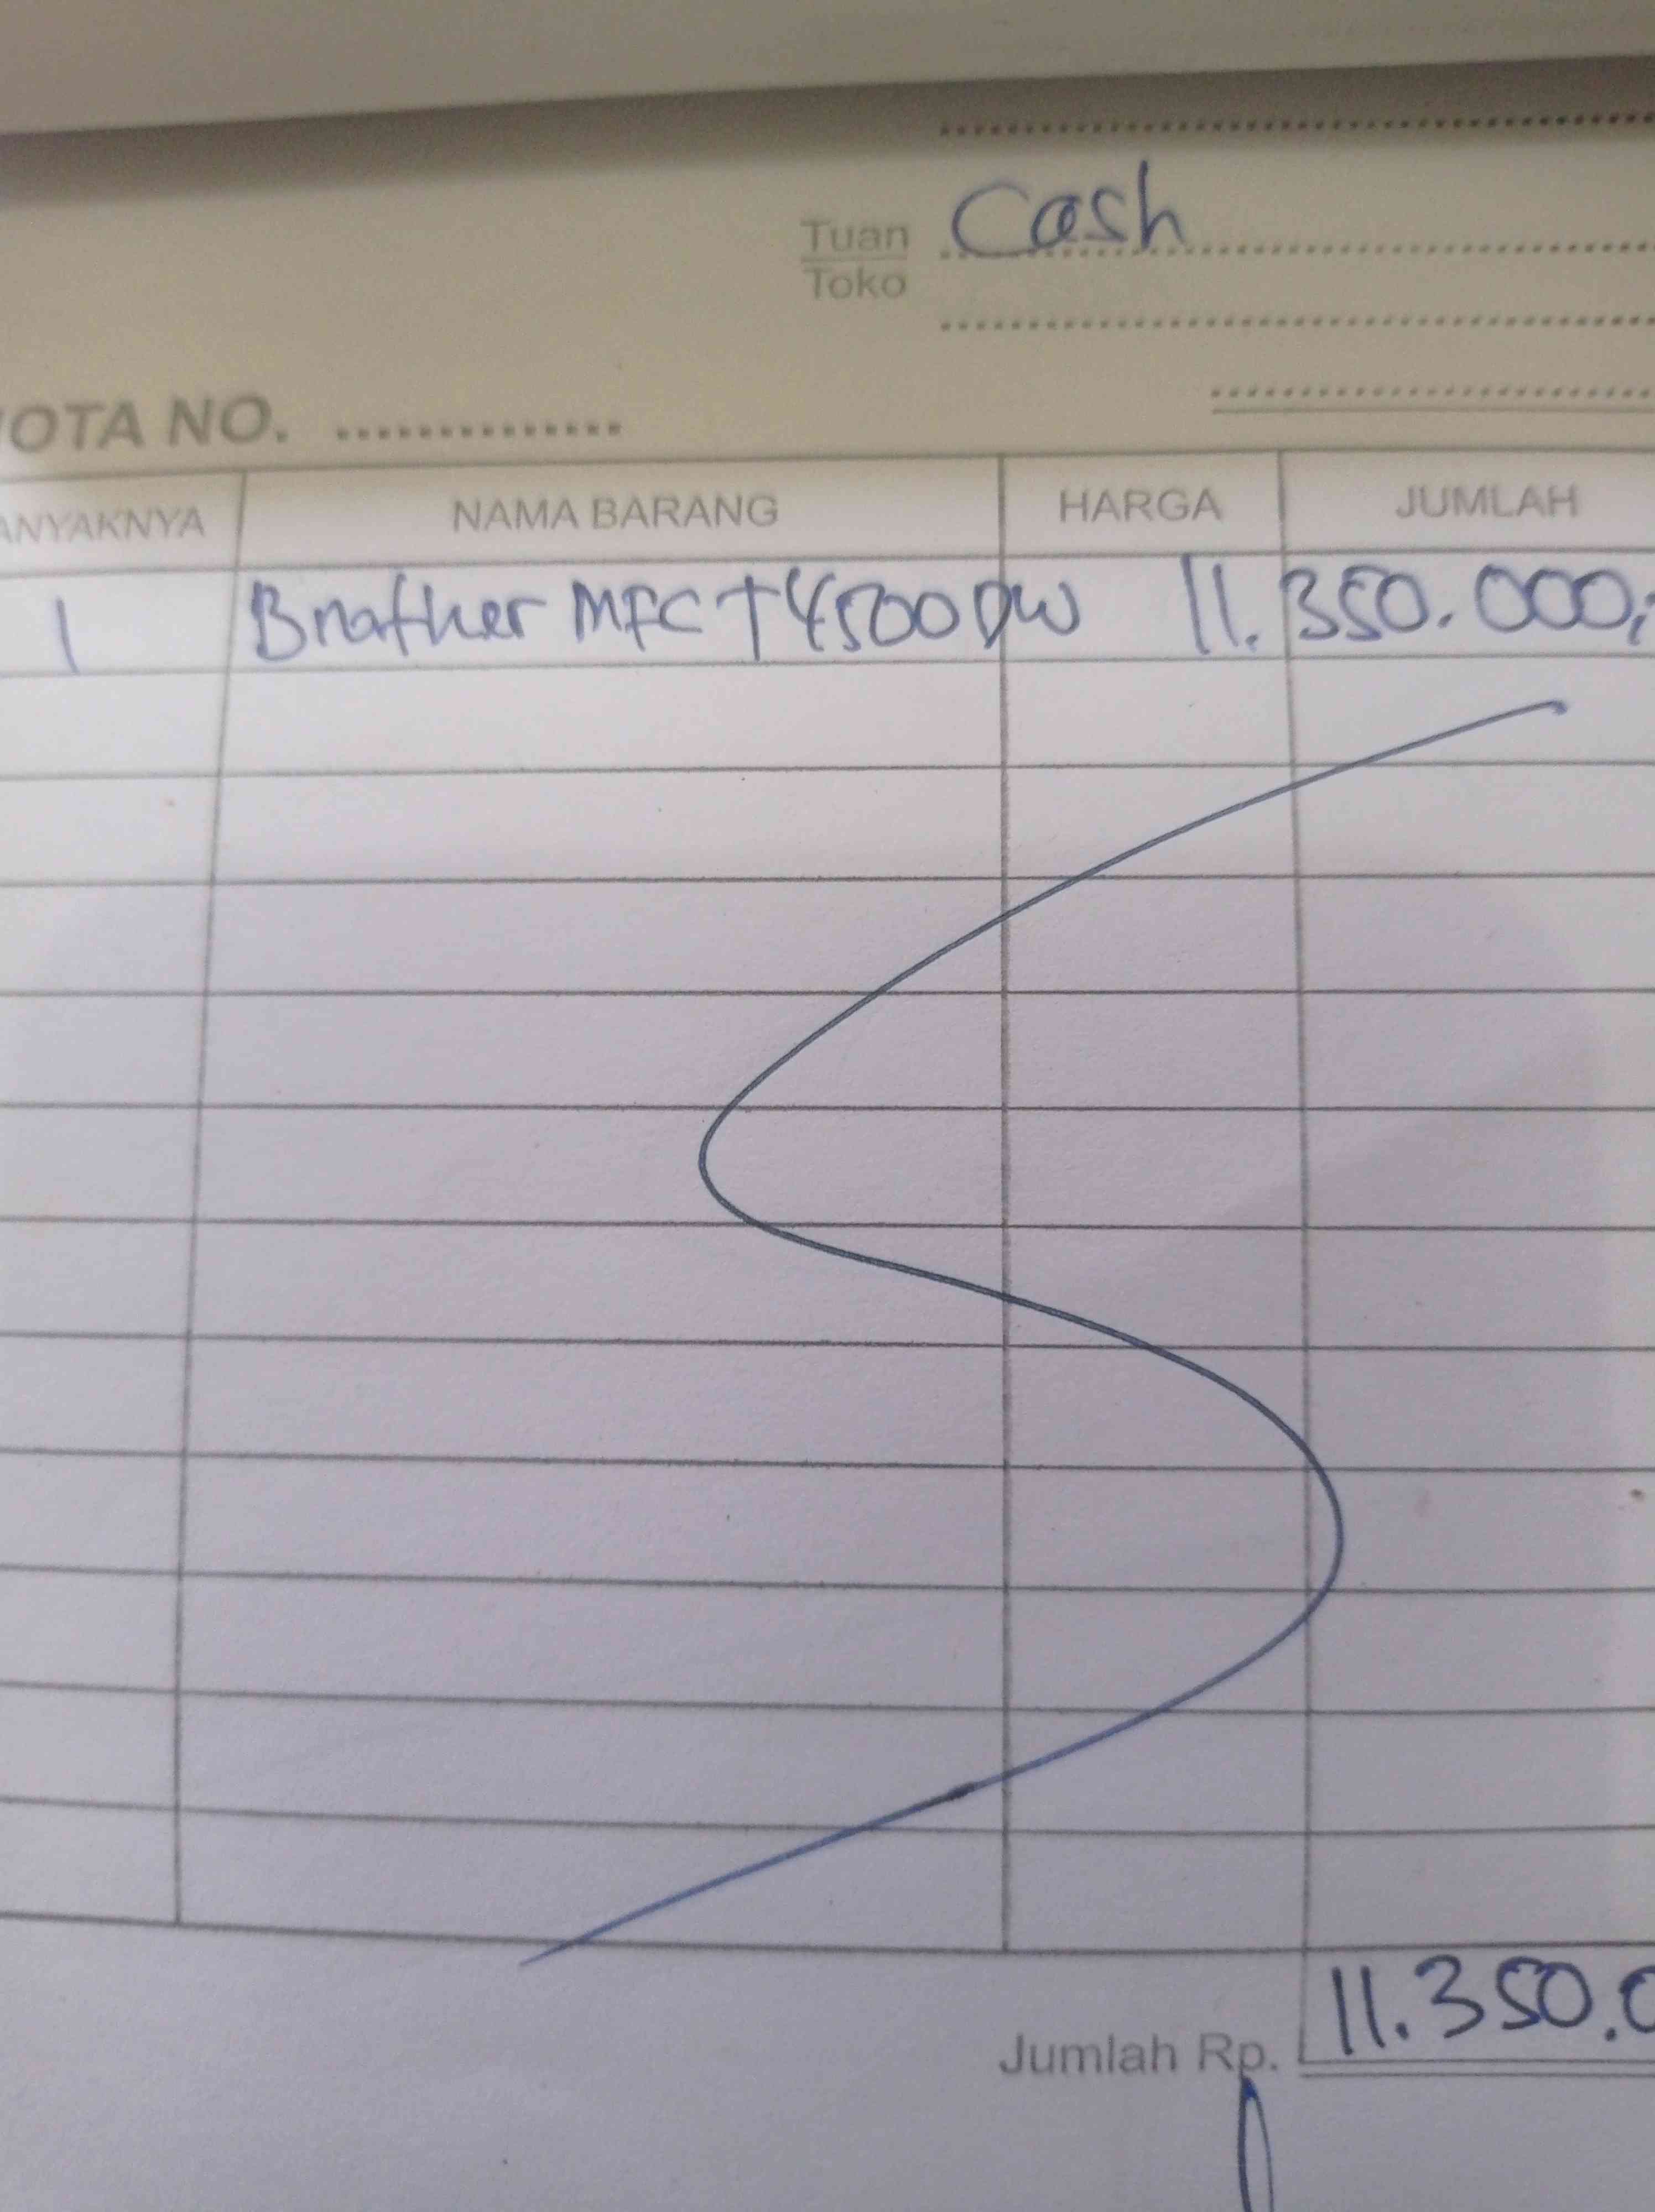 Cash
Tuan
Toko
OTA NO. ..............
ANYAKNYA NAMA BARANG HARGA JUMLAH
1 Brother MFC T4500DW 11.350.000,-
Jumlah Rp. 11.350.0